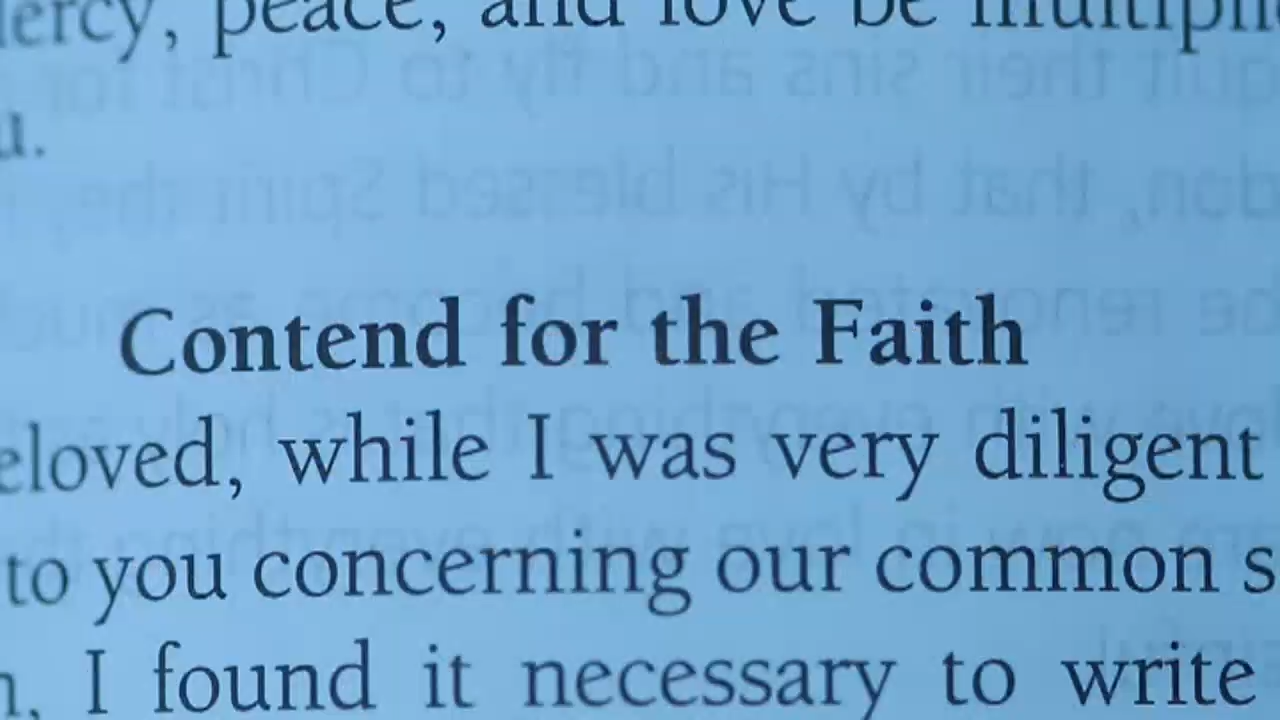 ercy, peace, and love be multipli
u.
Contend for the Faith
eloved, while I was very diligent
to you concerning our common s
n, I found it necessary to write